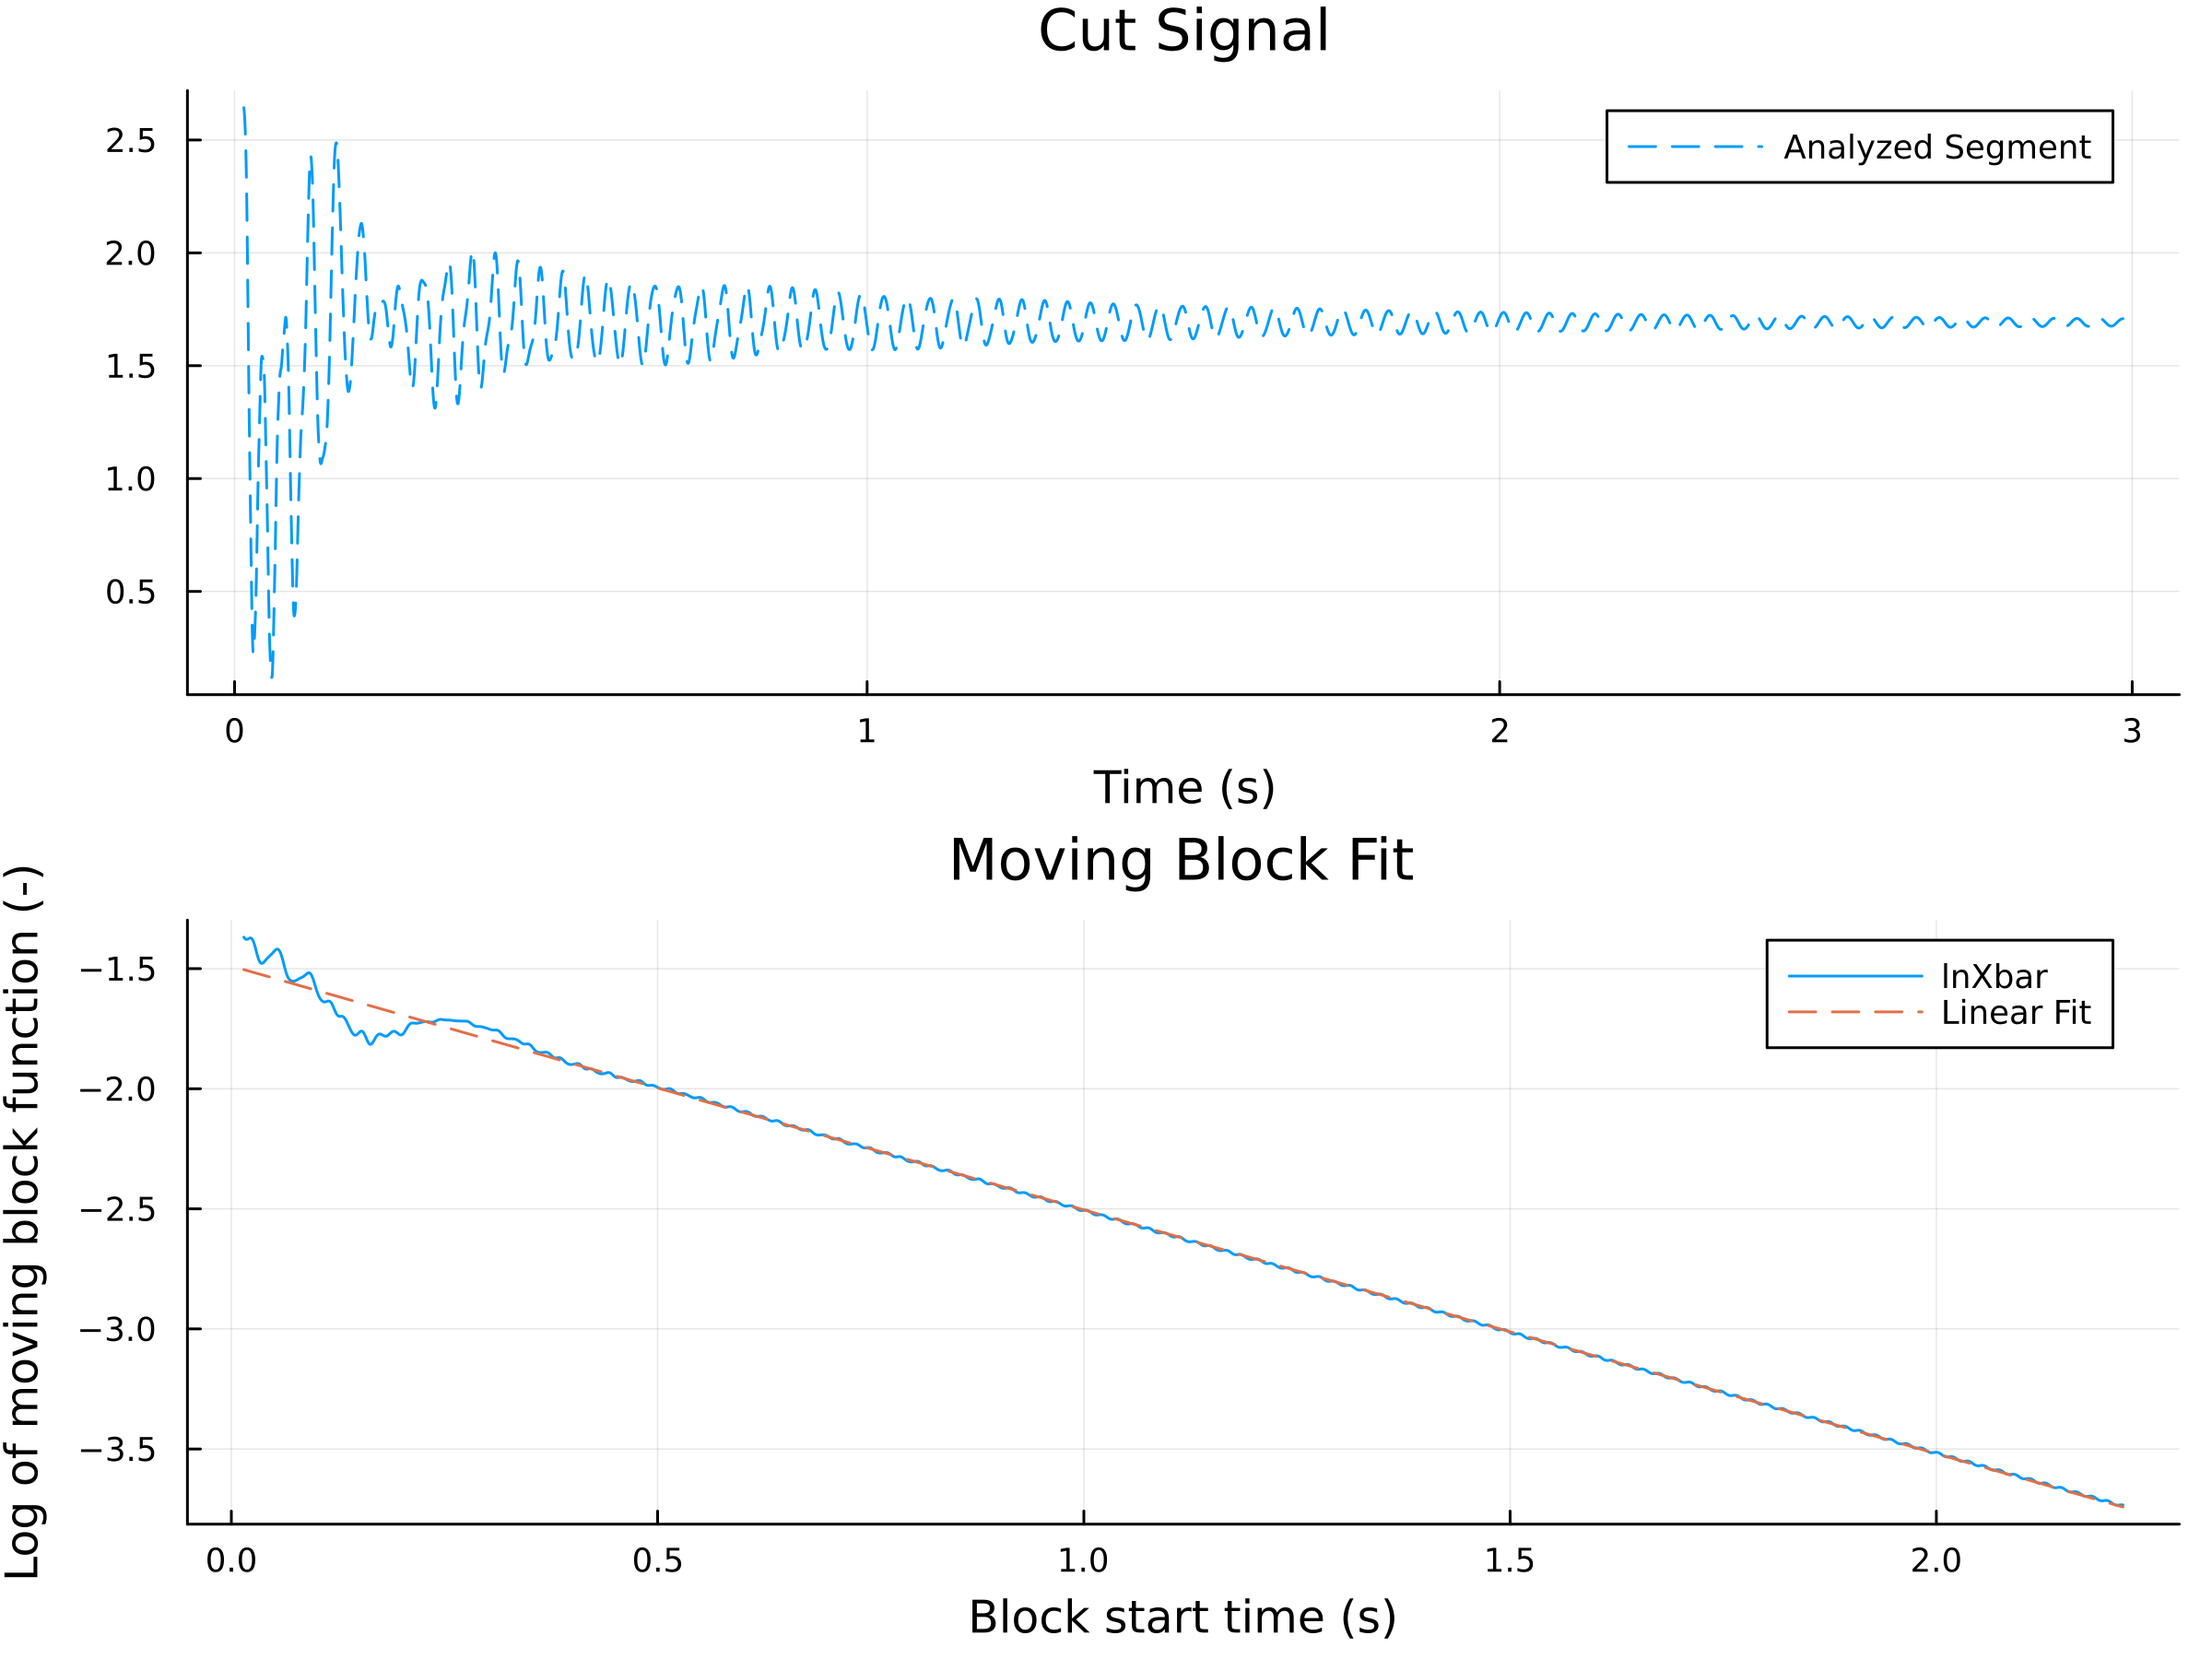 Cut Signal
2.5
2.0
1.5
1.0
0.5
Analyzed Segment
0 1 2 3
Time (s)
Moving Block Fit
Log of moving block function (-)
−1.5
−2.0
−2.5
−3.0
−3.5
lnXbar
Linear Fit
0.0 0.5 1.0 1.5 2.0
Block start time (s)